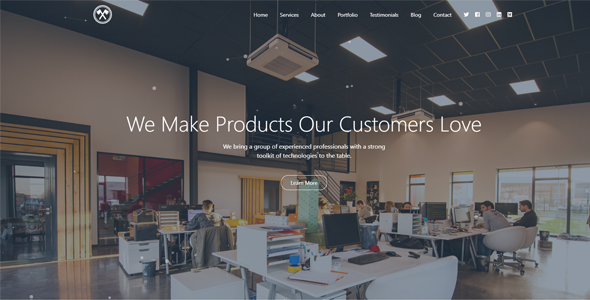 Home Services About Portfolio Testimonials Blog Contact
We Make Products Our Customers Love
We bring a group of experienced professionals with a strong
toolkit of technologies to the table.
Learn More